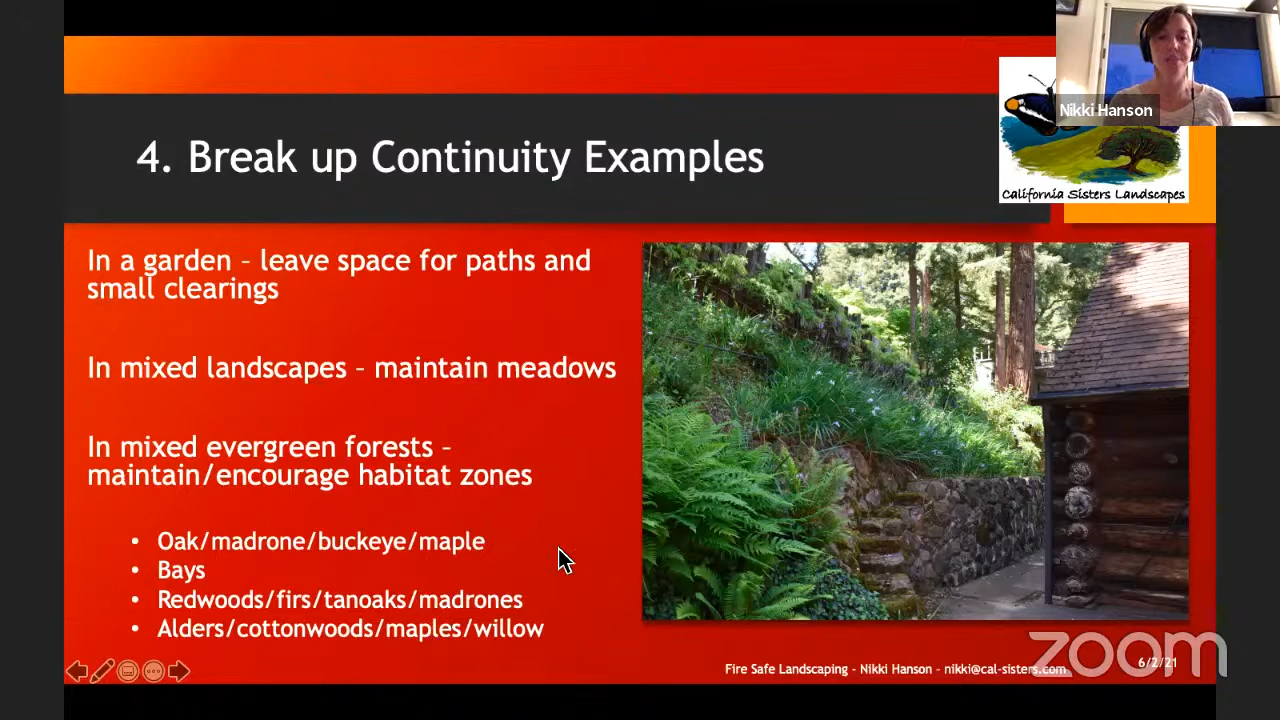 Nikki Hanson
4. Break up Continuity Examples
California Sisters Landscapes
In a garden – leave space for paths and
small clearings
In mixed landscapes – maintain meadows
In mixed evergreen forests –
maintain/encourage habitat zones
• Oak/madrone/buckeye/maple
• Bays
• Redwoods/firs/tanoaks/madrones
• Alders/cottonwoods/maples/willow
Fire Safe Landscaping - Nikki Hanson – nikki@cal-sisters.com
6/2/21
zoom